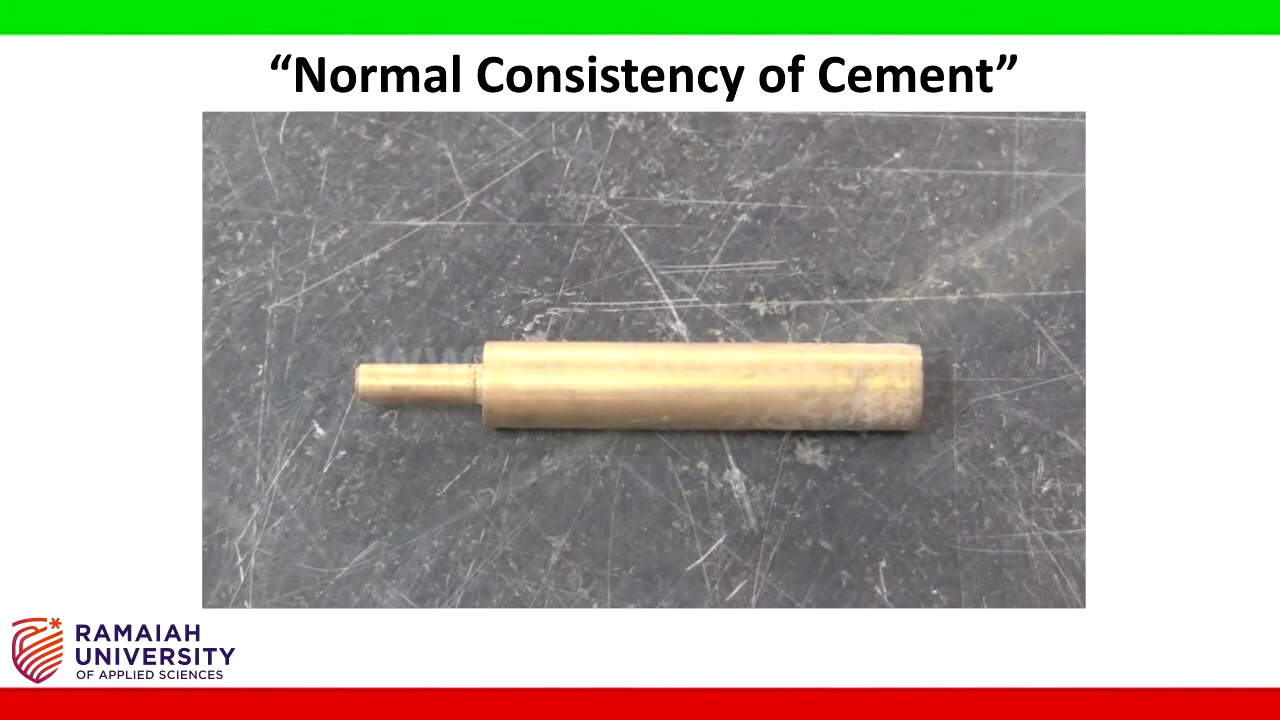 “Normal Consistency of Cement”
RAMAIAH
UNIVERSITY
OF APPLIED SCIENCES